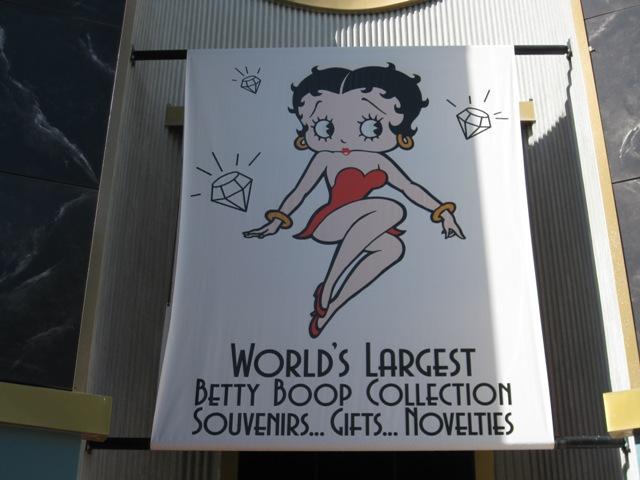 World's Largest
Betty Boop Collection
Souvenirs... Gifts... Novelties